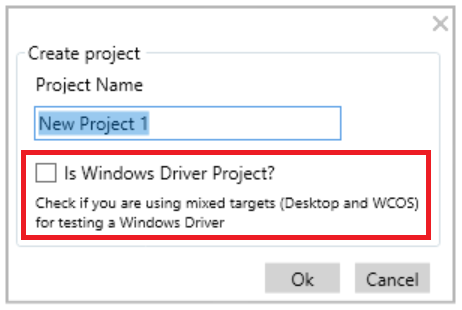 Create project
Project Name
New Project 1
Is Windows Driver Project?
Check if you are using mixed targets (Desktop and WCOS)
for testing a Windows Driver
Ok Cancel